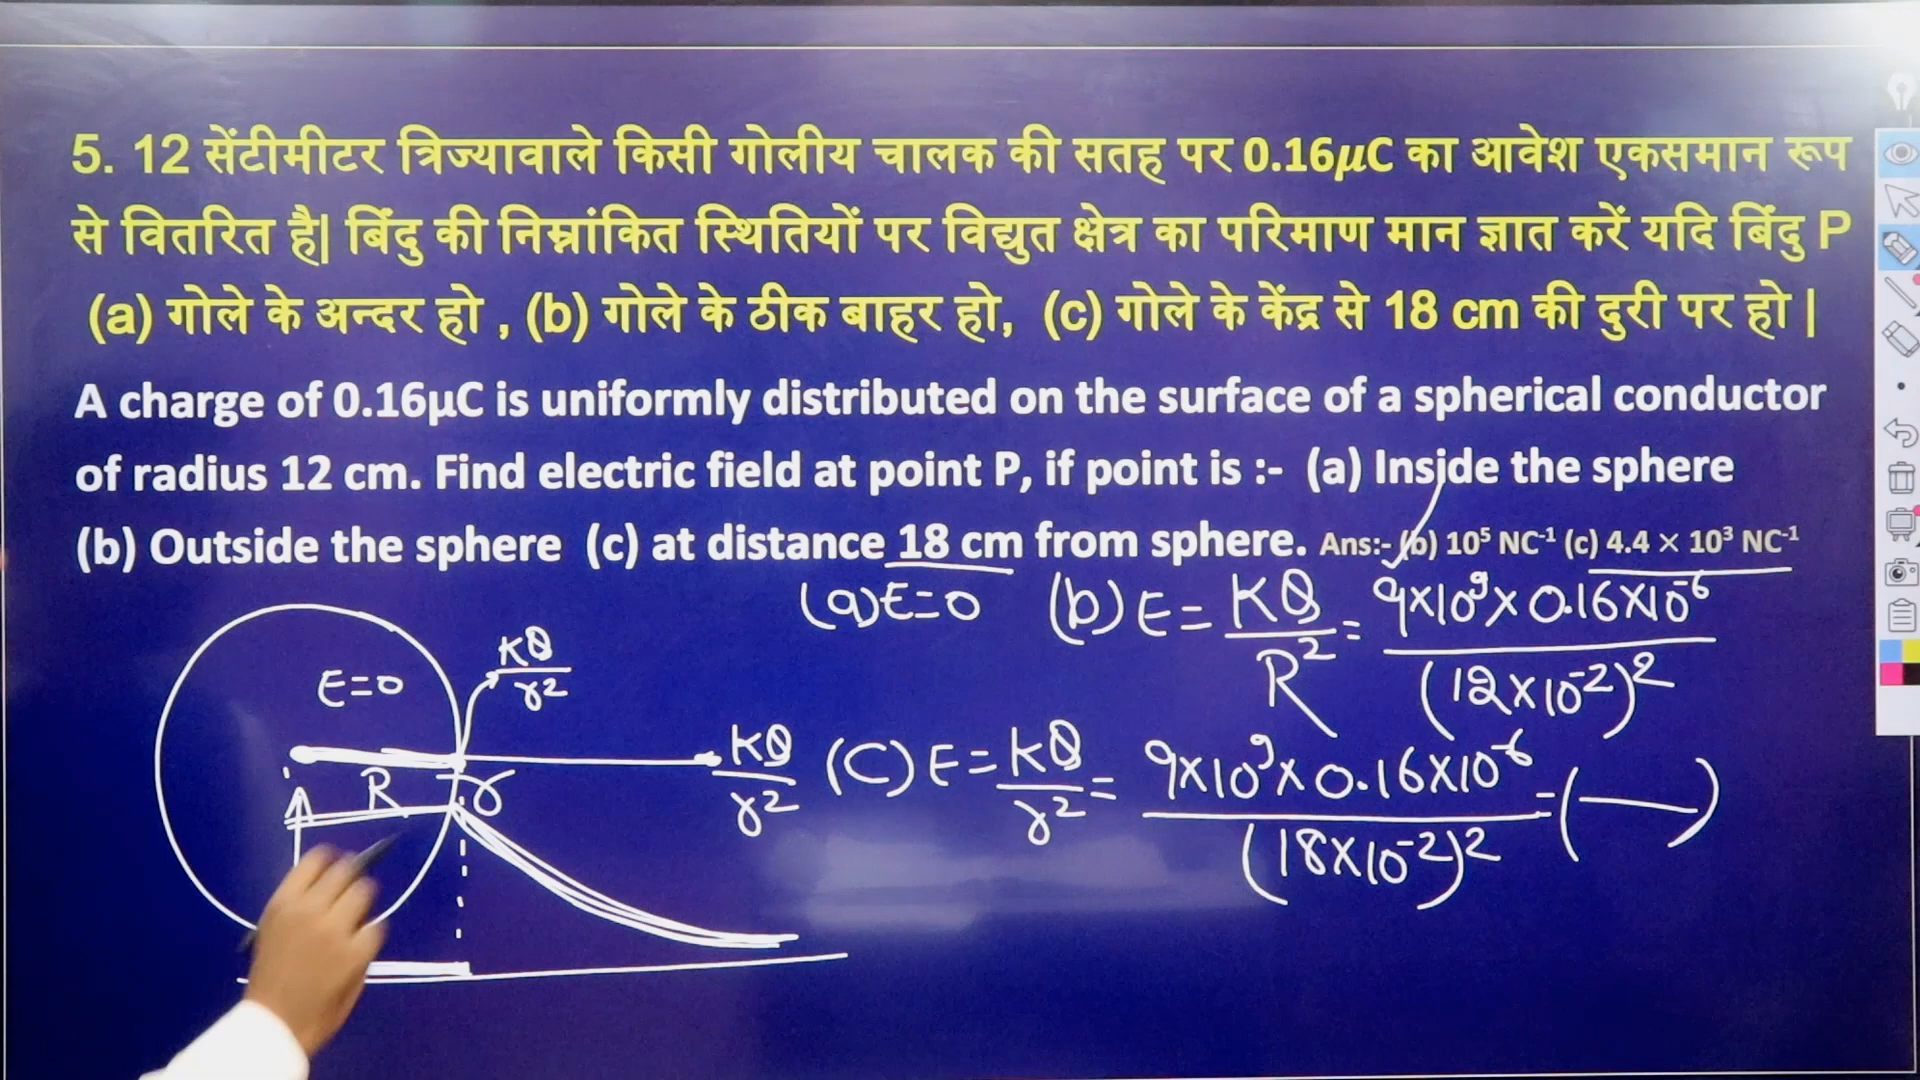 5. 12 सेंटीमीटर त्रिज्यावाले किसी गोलीय चालक की सतह पर 0.16μC का आवेश एकसमान रूप
से वितरित है| बिंदु की निम्नांकित स्थितियों पर विद्युत क्षेत्र का परिमाण मान ज्ञात करें यदि बिंदु P
(a) गोले के अन्दर हो , (b) गोले के ठीक बाहर हो, (c) गोले के केंद्र से 18 cm की दुरी पर हो |
A charge of 0.16μC is uniformly distributed on the surface of a spherical conductor
of radius 12 cm. Find electric field at point P, if point is :- (a) Inside the sphere
(b) Outside the sphere (c) at distance 18 cm from sphere. Ans:- (b) 10⁵ NC⁻¹ (c) 4.4 × 10³ NC⁻¹
(a) E=0 (b) E = KQ/R² = 9×10⁹×0.16×10⁻⁶/(12×10⁻²)²
E=0
KQ/r²
R
r
KQ/r²
(C) E = KQ/r² = 9×10⁹×0.16×10⁻⁶/(18×10⁻²)² = (—)